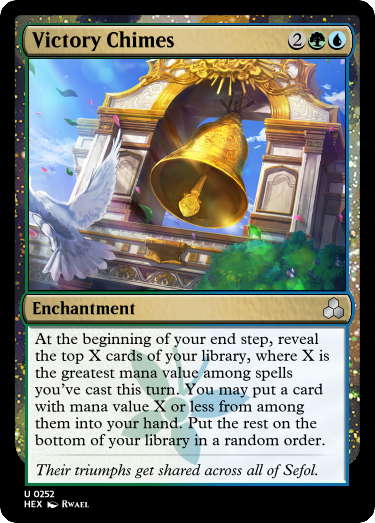 Victory Chimes 2
Enchantment
At the beginning of your end step, reveal
the top X cards of your library, where X is
the greatest mana value among spells
you've cast this turn. You may put a card
with mana value X or less from among
them into your hand. Put the rest on the
bottom of your library in a random order.
Their triumphs get shared across all of Sefol.
U 0252
HEX Rwael